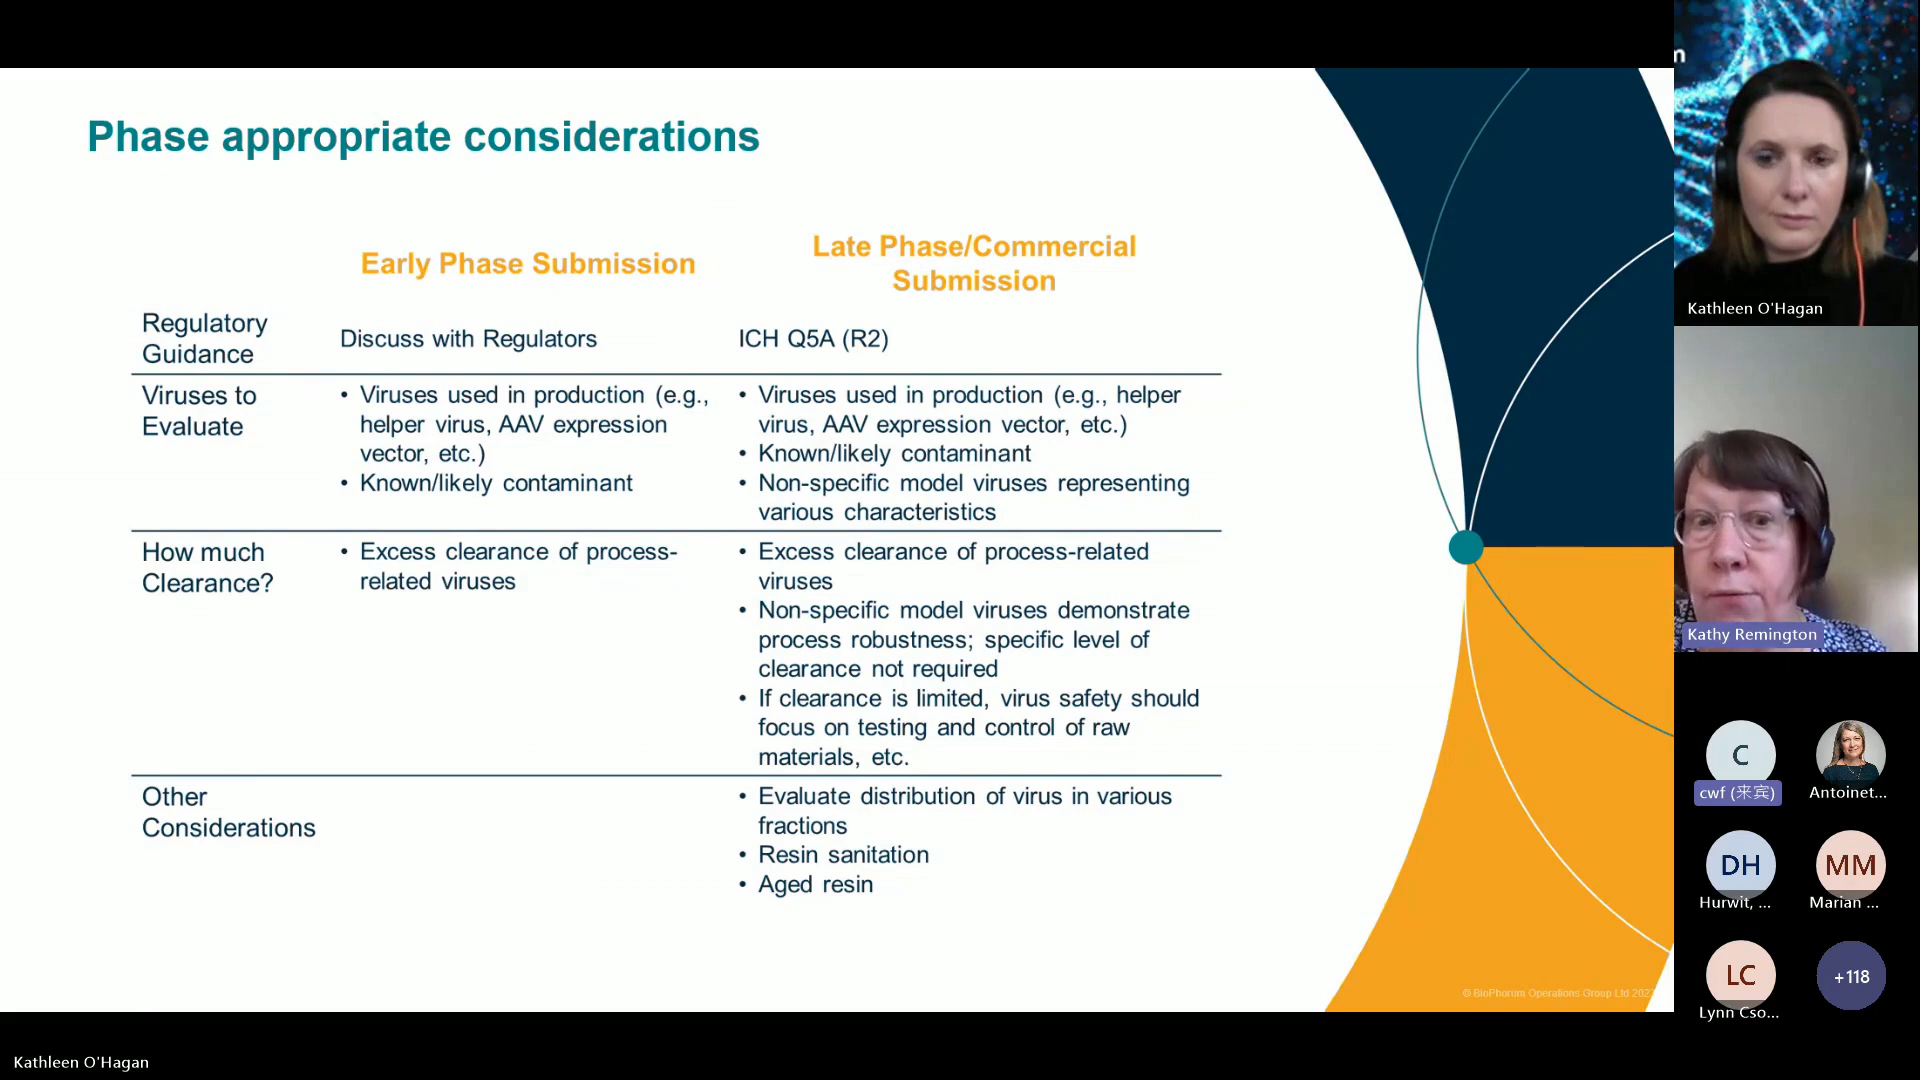 Phase appropriate considerations
Early Phase Submission
Late Phase/Commercial
Submission
Regulatory
Guidance
Discuss with Regulators
ICH Q5A (R2)
Viruses to
Evaluate
• Viruses used in production (e.g.,
helper virus, AAV expression
vector, etc.)
• Known/likely contaminant
• Viruses used in production (e.g., helper
virus, AAV expression vector, etc.)
• Known/likely contaminant
• Non-specific model viruses representing
various characteristics
How much
Clearance?
• Excess clearance of process-
related viruses
• Excess clearance of process-related
viruses
• Non-specific model viruses demonstrate
process robustness; specific level of
clearance not required
• If clearance is limited, virus safety should
focus on testing and control of raw
materials, etc.
Other
Considerations
• Evaluate distribution of virus in various
fractions
• Resin sanitation
• Aged resin
© BioPhorum Operations Group Ltd
Kathleen O'Hagan
Kathy Remington
C
cwf (来宾)
Antoinet...
DH
Hurwit, ...
MM
Marian ...
LC
Lynn Cso...
+118
Kathleen O'Hagan